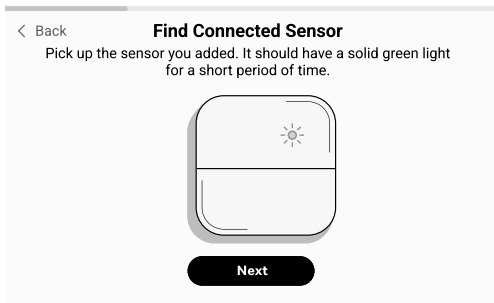 Back
Find Connected Sensor
Pick up the sensor you added. It should have a solid green light
for a short period of time.
Next